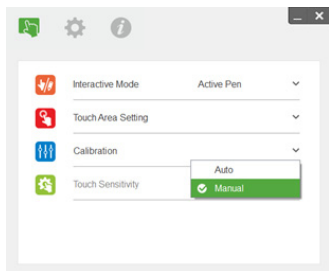 Interactive Mode Active Pen
Touch Area Setting
Calibration
Auto
Touch Sensitivity
Manual